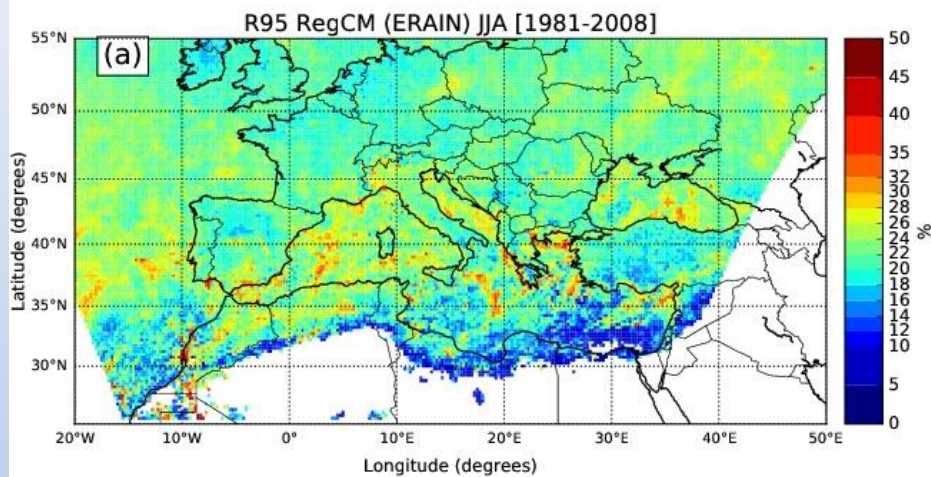 R95 RegCM (ERAIN) JJA [1981-2008]
(a)
55°N
50°N
45°N
40°N
35°N
30°N
Latitude (degrees)
20°W 10°W 0° 10°E 20°E 30°E 40°E 50°E
Longitude (degrees)
50
45
40
35
30
28
26
24
22
20
18
16
14
12
10
5
0
%